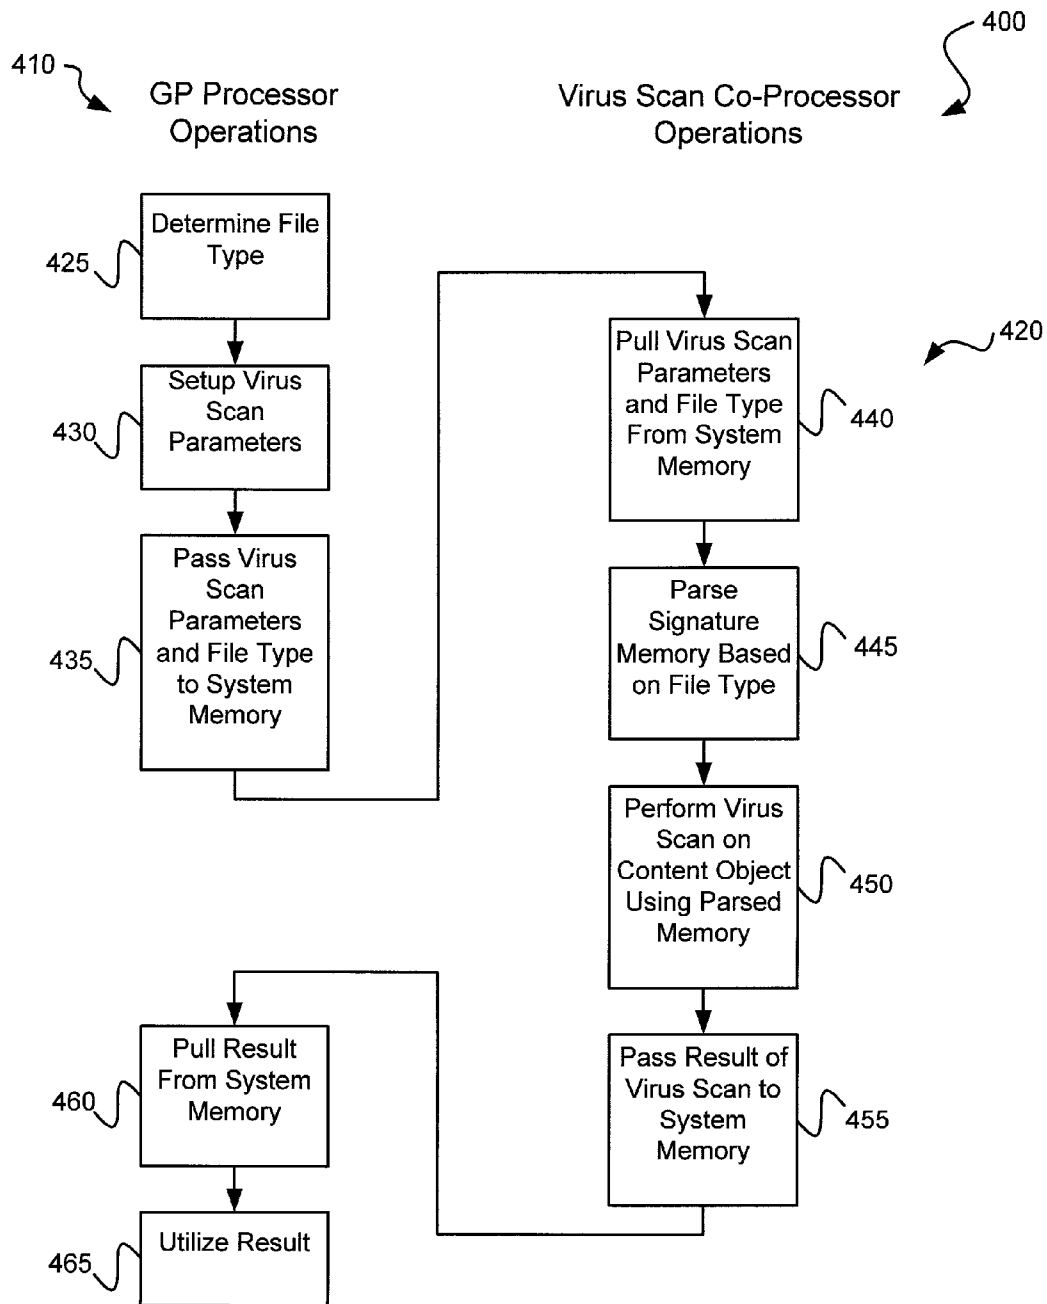 400
410
GP Processor
Operations
Virus Scan Co-Processor
Operations
Determine File
Type
425
Setup Virus
Scan
Parameters
430
Pass Virus
Scan
Parameters
and File Type
to System
Memory
435
420
Pull Virus Scan
Parameters
and File Type
From System
Memory
440
Parse
Signature
Memory Based
on File Type
445
Perform Virus
Scan on
Content Object
Using Parsed
Memory
450
Pass Result of
Virus Scan to
System
Memory
455
Pull Result
From System
Memory
460
Utilize Result
465